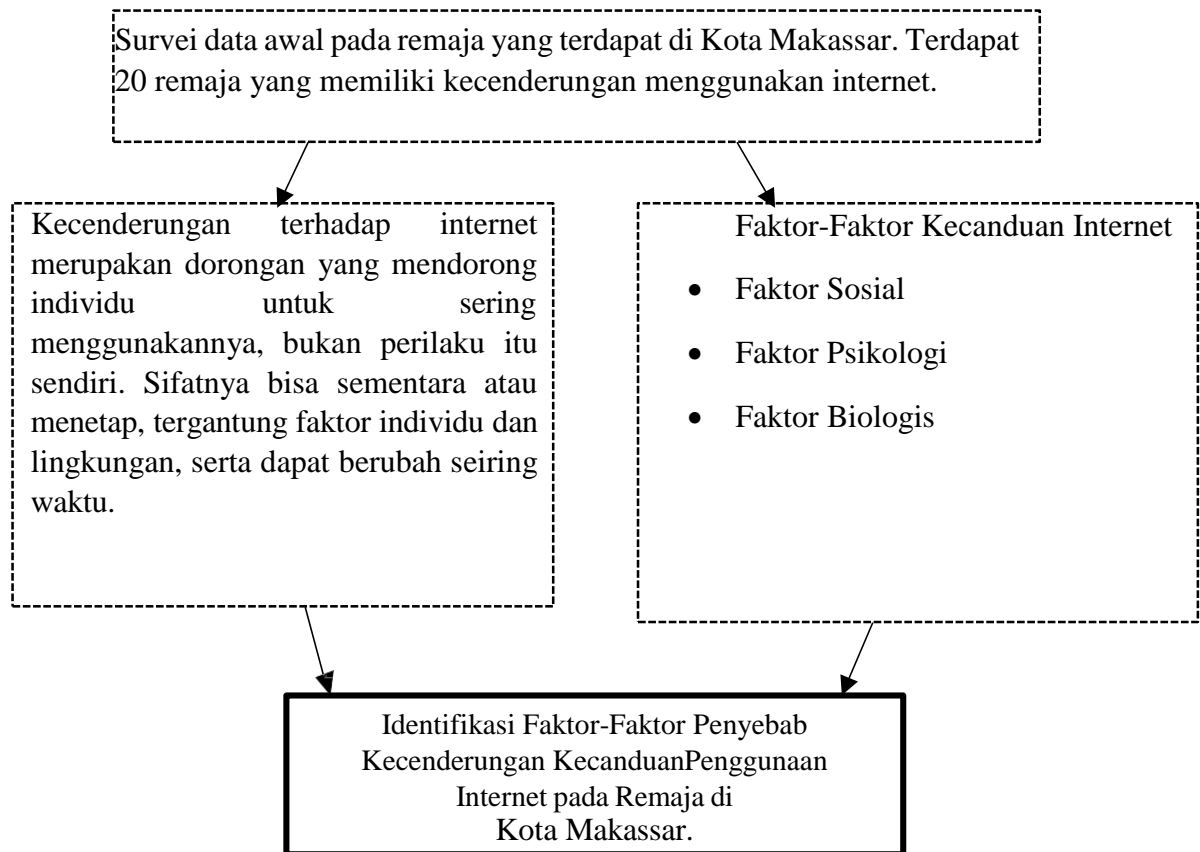 Survei data awal pada remaja yang terdapat di Kota Makassar. Terdapat
20 remaja yang memiliki kecenderungan menggunakan internet.
Kecenderungan terhadap internet
merupakan dorongan yang mendorong
individu untuk sering
menggunakannya, bukan perilaku itu
sendiri. Sifatnya bisa sementara atau
menetap, tergantung faktor individu dan
lingkungan, serta dapat berubah seiring
waktu.
Faktor-Faktor Kecanduan Internet
• Faktor Sosial
• Faktor Psikologi
• Faktor Biologis
Identifikasi Faktor-Faktor Penyebab
Kecenderungan KecanduanPenggunaan
Internet pada Remaja di
Kota Makassar.